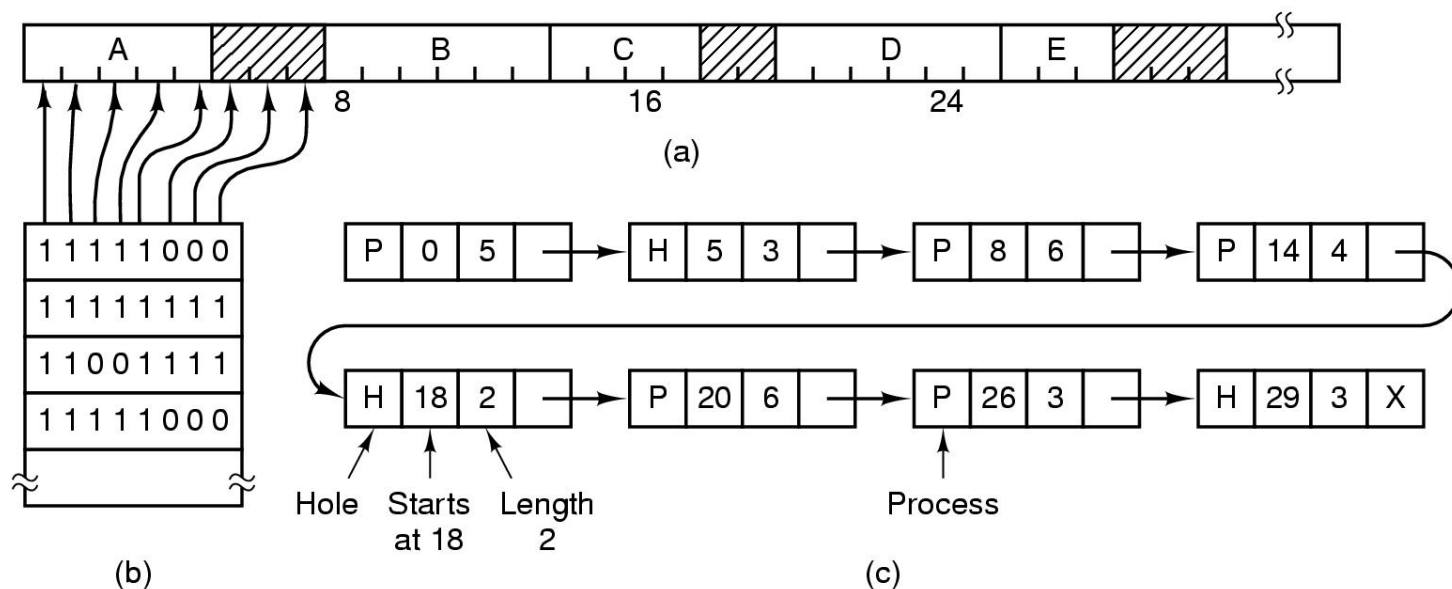 A B C D E
8 16 24
(a)
1 1 1 1 1 0 0 0
1 1 1 1 1 1 1 1
1 1 0 0 1 1 1 1
1 1 1 1 1 0 0 0
(b)
P 0 5 H 5 3 P 8 6 P 14 4
H 18 2 P 20 6 P 26 3 H 29 3 X
Hole Starts Length Process
at 18 2
(c)